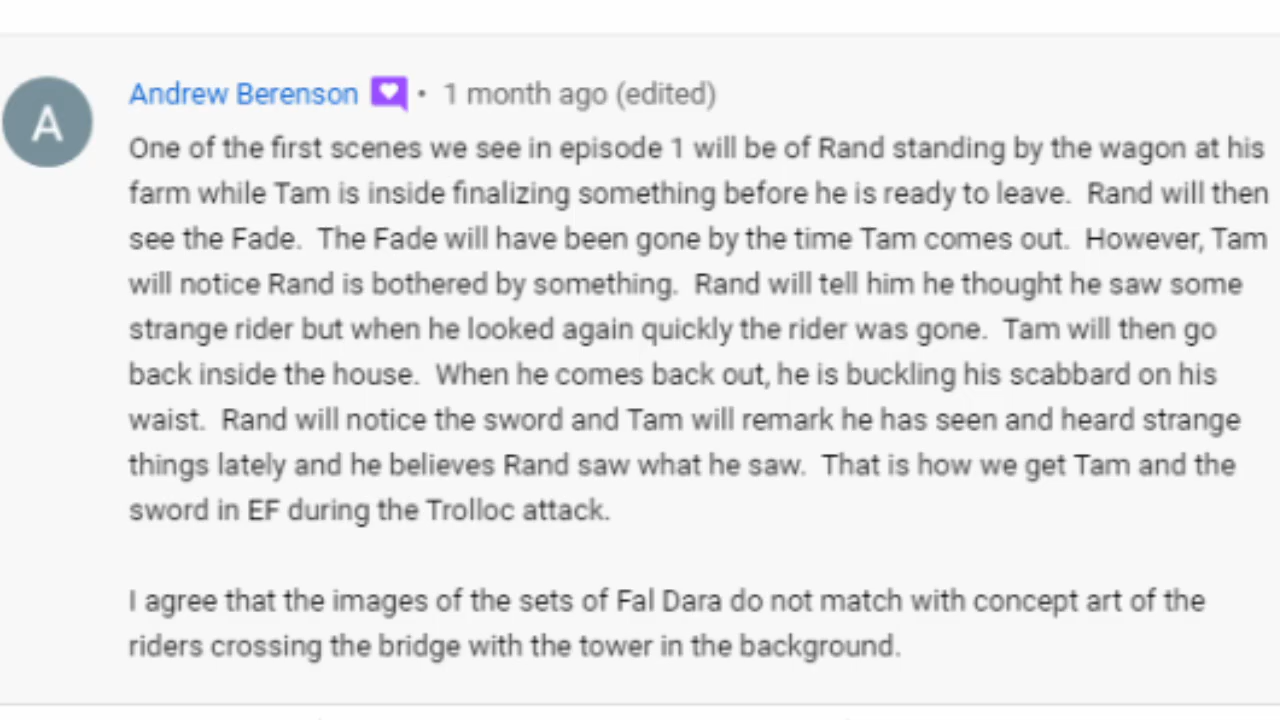 A
Andrew Berenson • 1 month ago (edited)
One of the first scenes we see in episode 1 will be of Rand standing by the wagon at his
farm while Tam is inside finalizing something before he is ready to leave.  Rand will then
see the Fade.  The Fade will have been gone by the time Tam comes out.  However, Tam
will notice Rand is bothered by something.  Rand will tell him he thought he saw some
strange rider but when he looked again quickly the rider was gone.  Tam will then go
back inside the house.  When he comes back out, he is buckling his scabbard on his
waist.  Rand will notice the sword and Tam will remark he has seen and heard strange
things lately and he believes Rand saw what he saw.  That is how we get Tam and the
sword in EF during the Trolloc attack.
I agree that the images of the sets of Fal Dara do not match with concept art of the
riders crossing the bridge with the tower in the background.